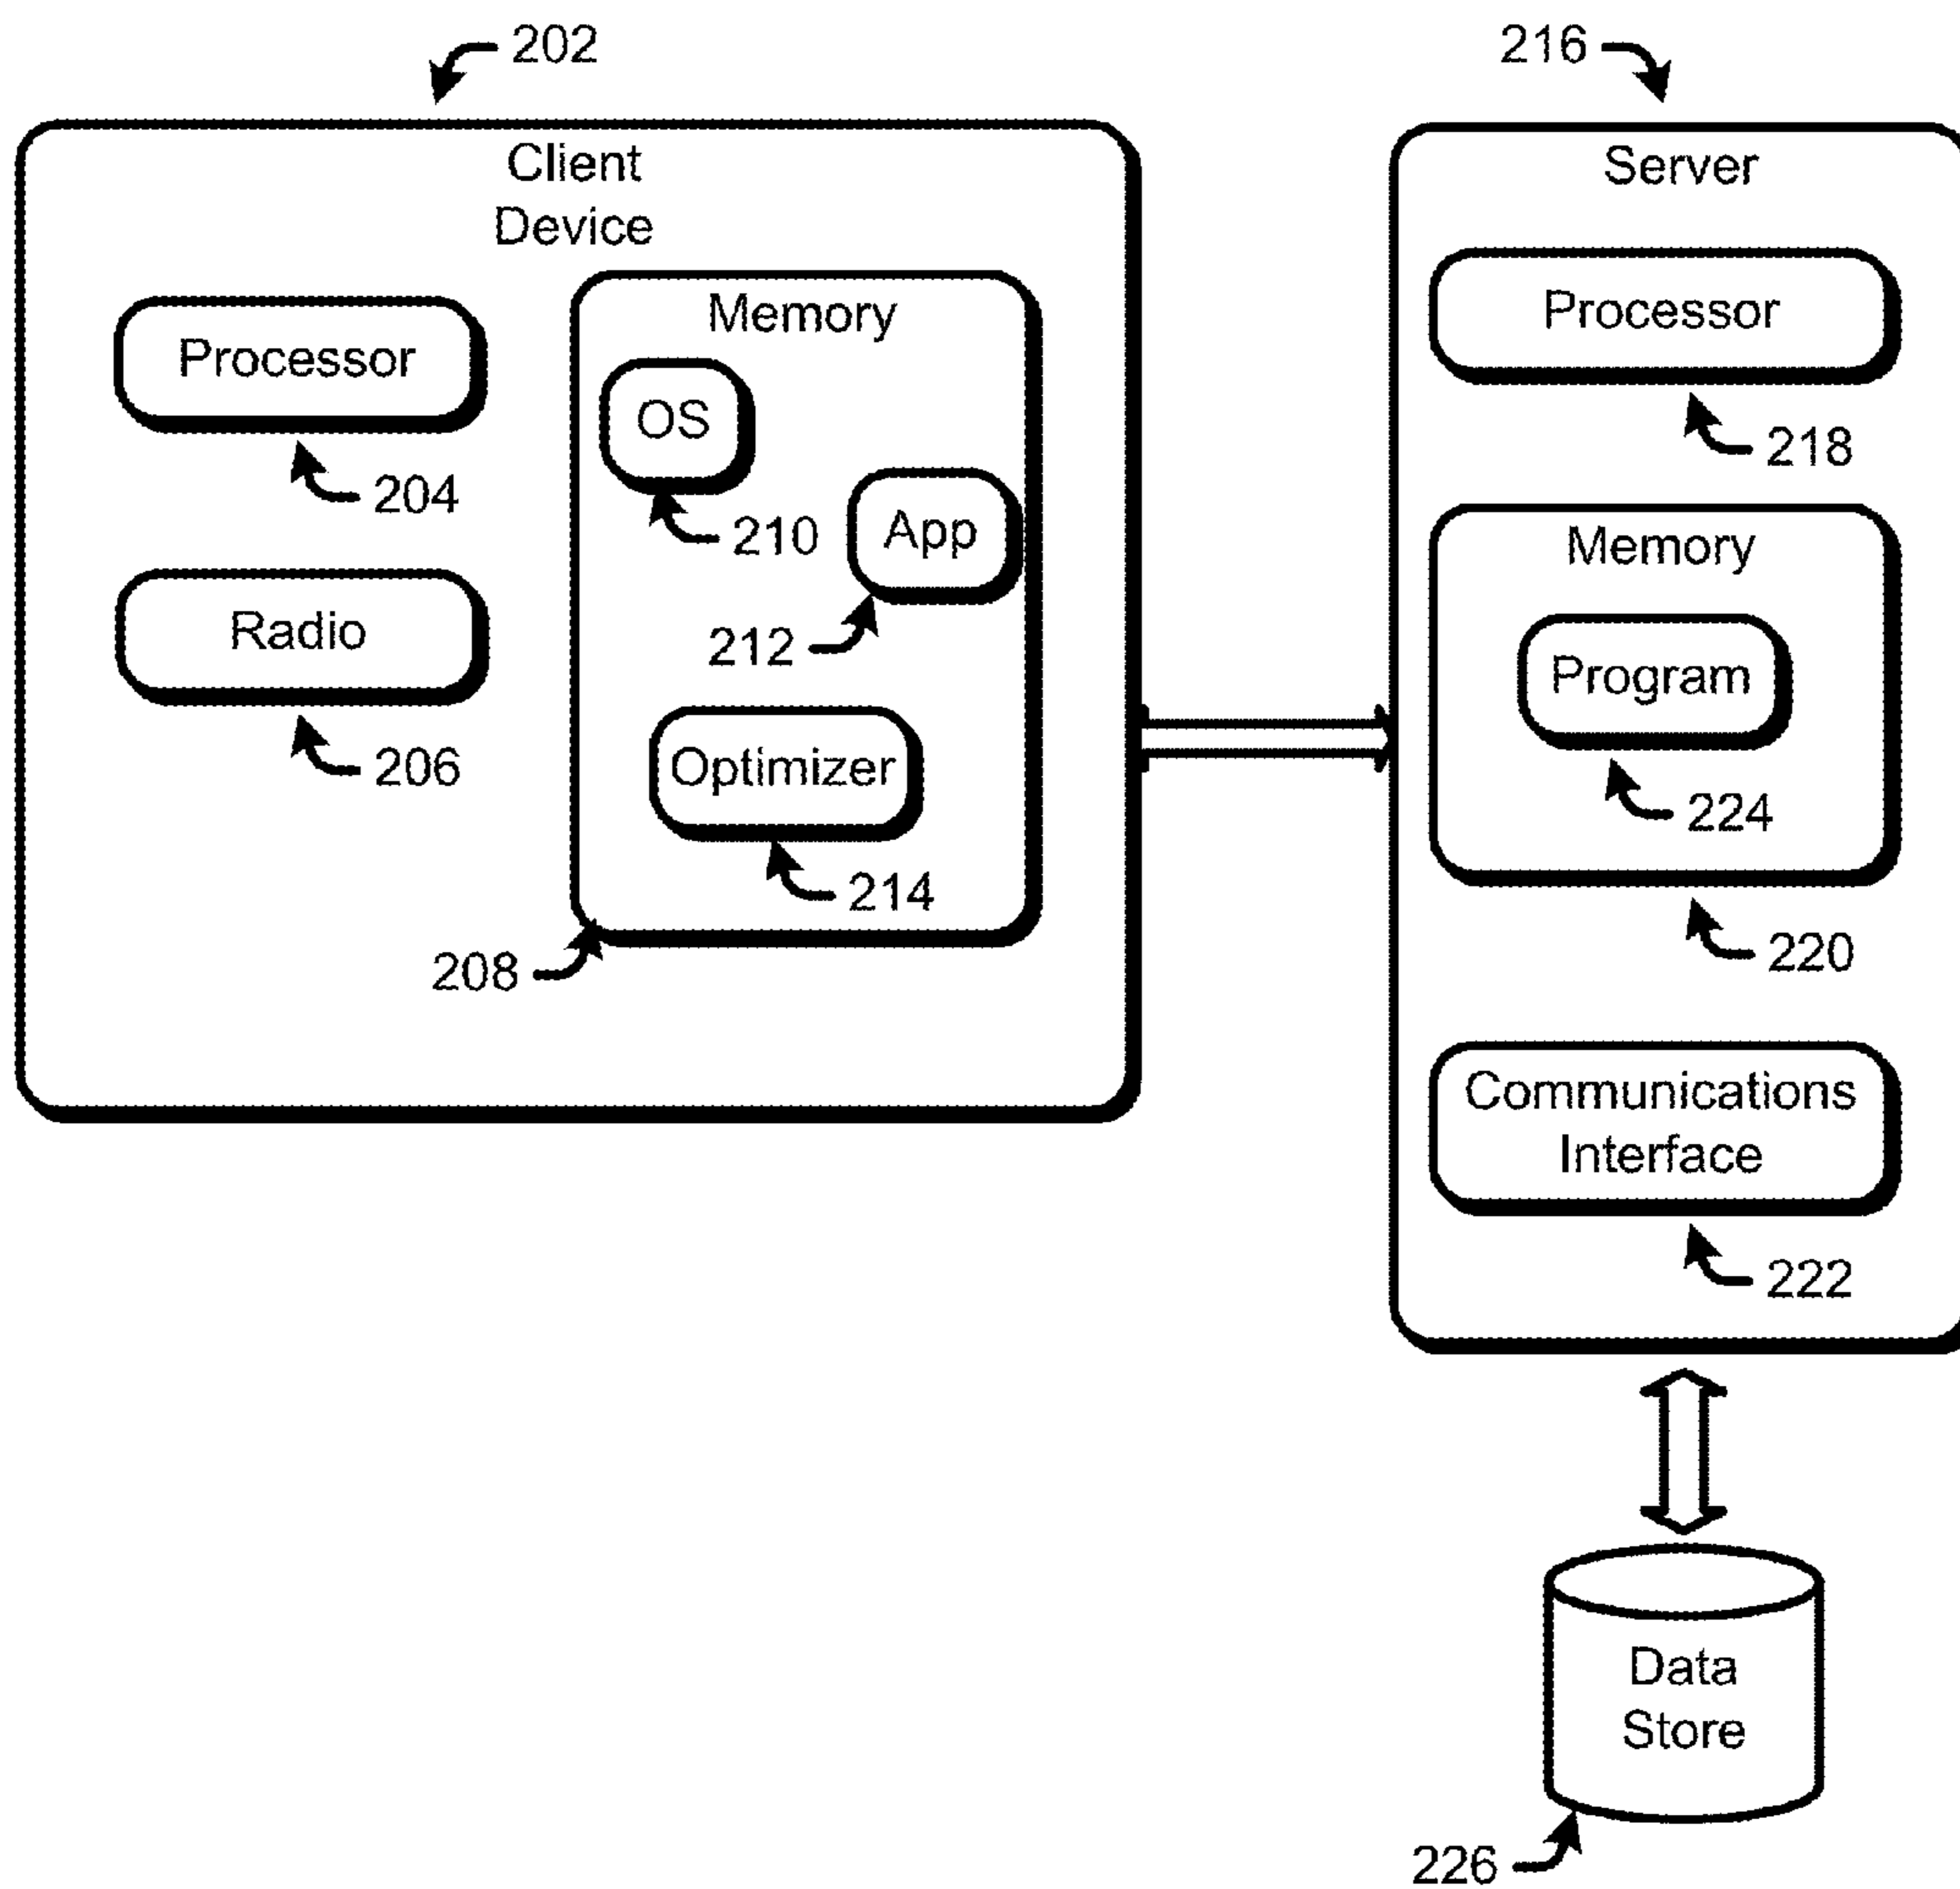 202
Client
Device
Processor
204
Radio
206
Memory
OS
210
App
212
Optimizer
214
208
216
Server
Processor
218
Memory
Program
224
220
Communications
Interface
222
Data
Store
226